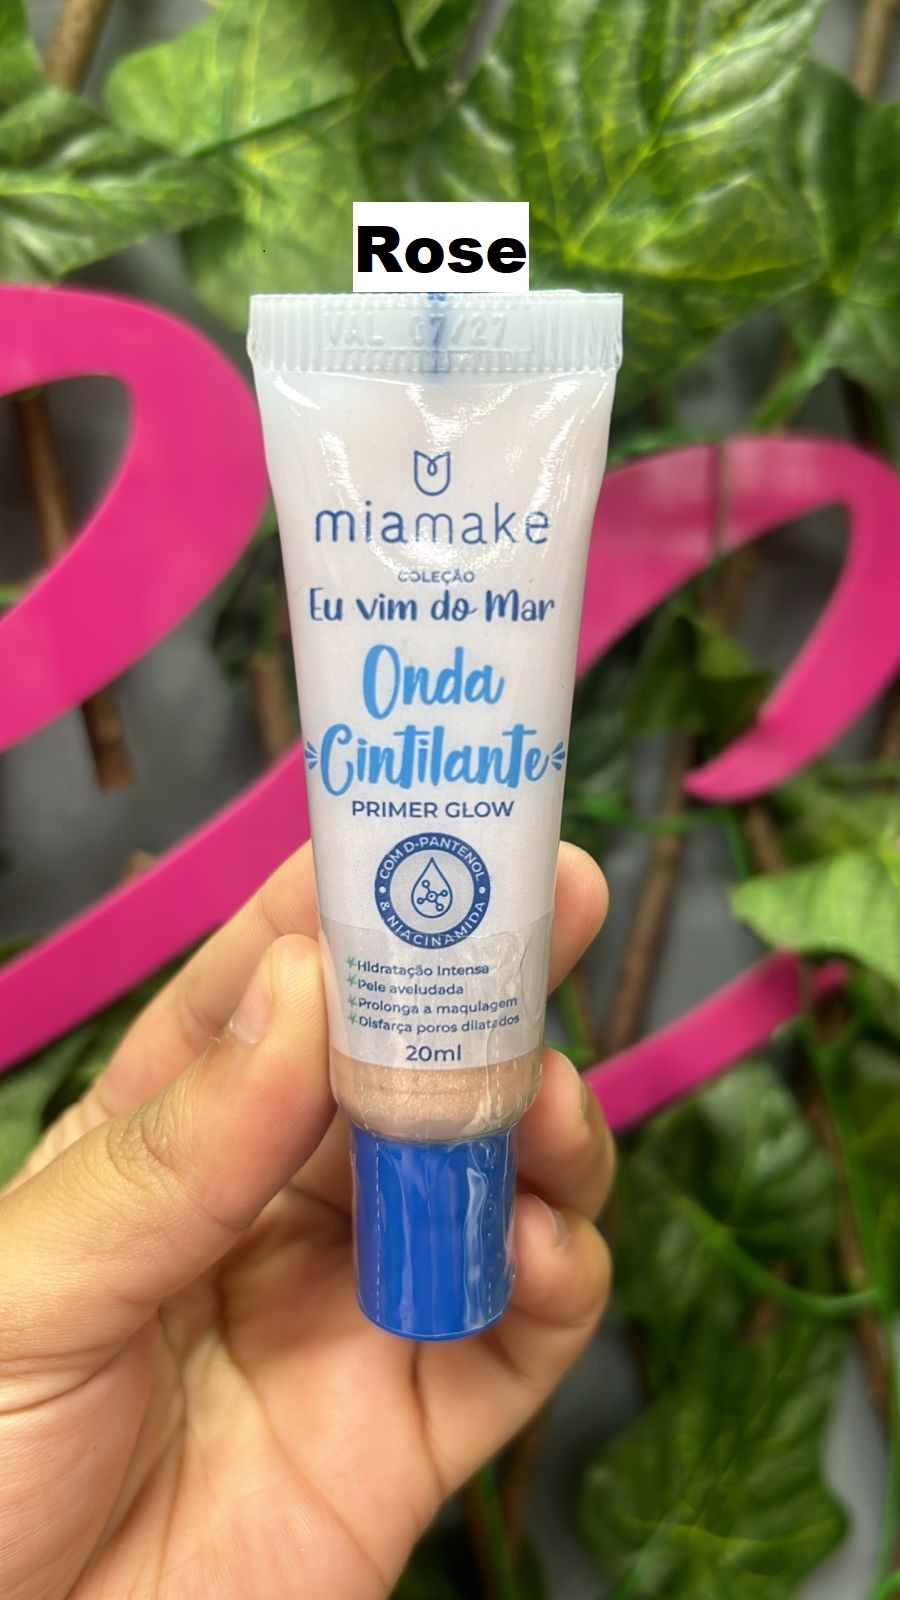 Rose
VAL 07/27
miamake
COLEÇÃO
Eu vim do Mar
Onda
Cintilante
PRIMER GLOW
COM D-PANTENOL
& NIACINAMIDA
Hidratação Intensa
Pele aveludada
Prolonga a maquiagem
Disfarça poros dilatados
20ml